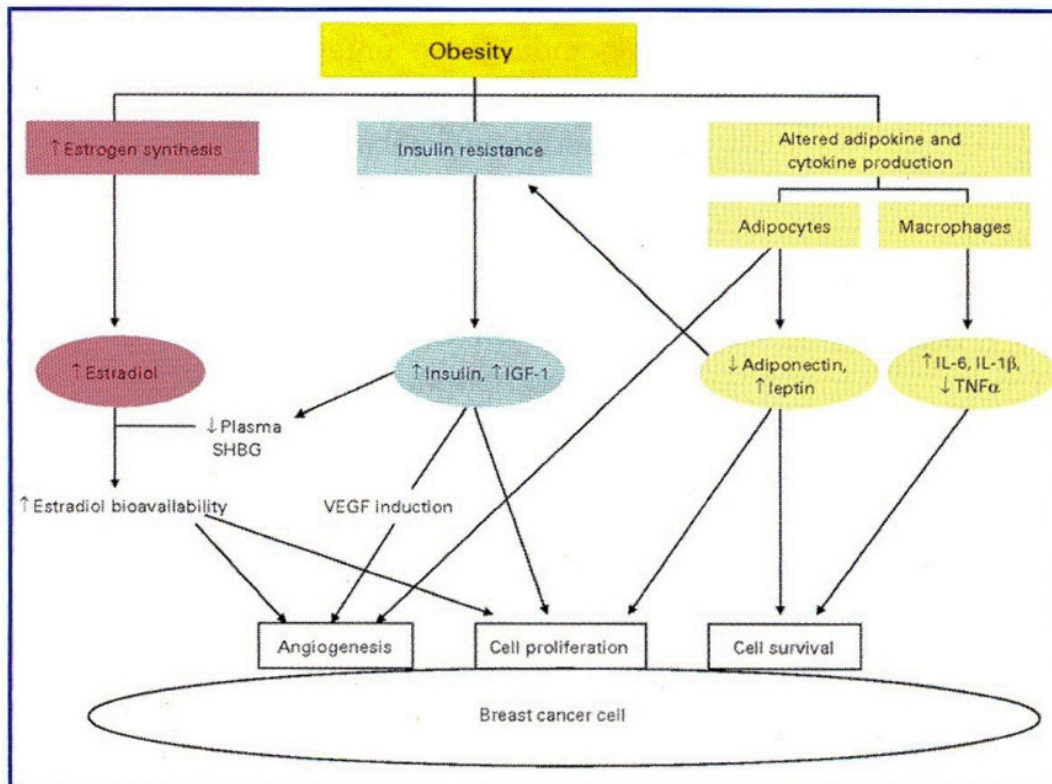 Obesity
↑Estrogen synthesis
Insulin resistance
Altered adipokine and
cytokine production
Adipocytes
Macrophages
↑Estradiol
↑Insulin, ↑IGF-1
↓Adiponectin,
↑leptin
↑IL-6, IL-1β,
↓TNFα
↓Plasma
SHBG
↑Estradiol bioavailability
VEGF induction
Angiogenesis
Cell proliferation
Cell survival
Breast cancer cell